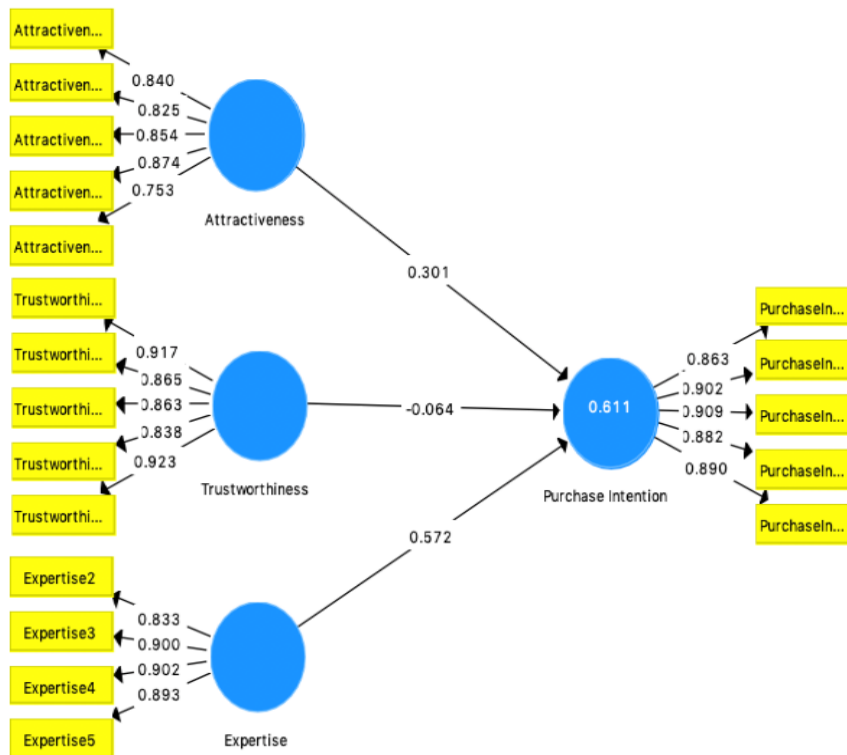 Attractiven...
Attractiven...
Attractiven...
Attractiven...
Attractiven...
0.840
0.825
0.854
0.874
0.753
Attractiveness
0.301
Trustworthi...
Trustworthi...
Trustworthi...
Trustworthi...
Trustworthi...
0.917
0.865
0.863
0.838
0.923
Trustworthiness
-0.064
Expertise2
Expertise3
Expertise4
Expertise5
0.833
0.900
0.902
0.893
Expertise
0.572
0.611
Purchase Intention
0.863
0.902
0.909
0.882
0.890
PurchaseIn...
PurchaseIn...
PurchaseIn...
PurchaseIn...
PurchaseIn...